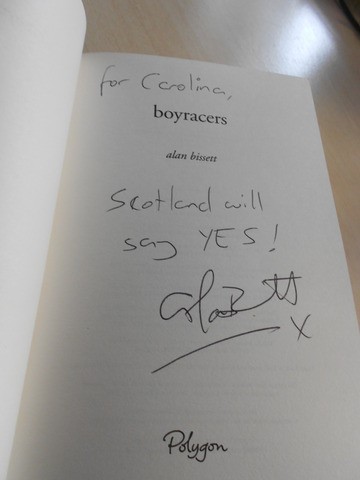 for Carolina,
boyracers
alan bissett
Scotland will
say YES!
X
Polygon